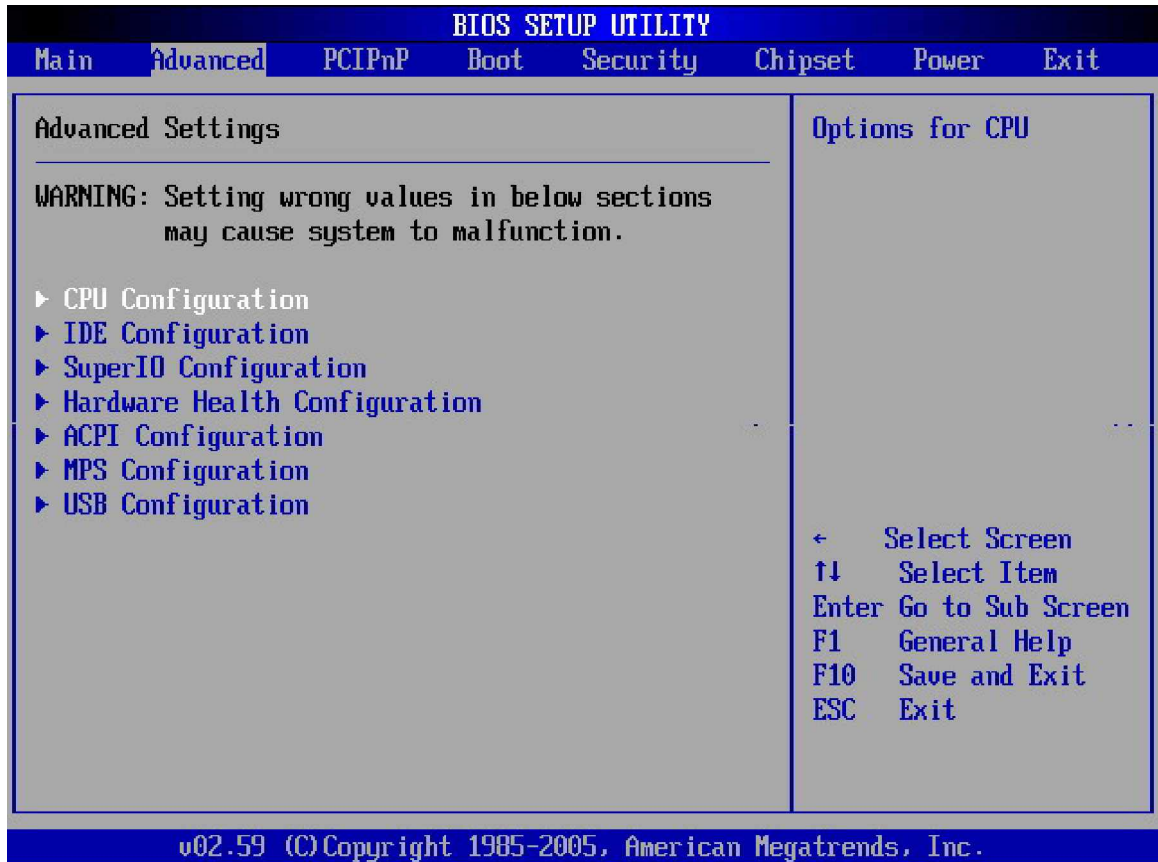 BIOS SETUP UTILITY
Main Advanced PCIPnP Boot Security Chipset Power Exit
Advanced Settings
WARNING: Setting wrong values in below sections
may cause system to malfunction.
▶ CPU Configuration
▶ IDE Configuration
▶ SuperIO Configuration
▶ Hardware Health Configuration
▶ ACPI Configuration
▶ MPS Configuration
▶ USB Configuration
Options for CPU
← Select Screen
↑↓ Select Item
Enter Go to Sub Screen
F1 General Help
F10 Save and Exit
ESC Exit
v02.59 (C)Copyright 1985-2005, American Megatrends, Inc.